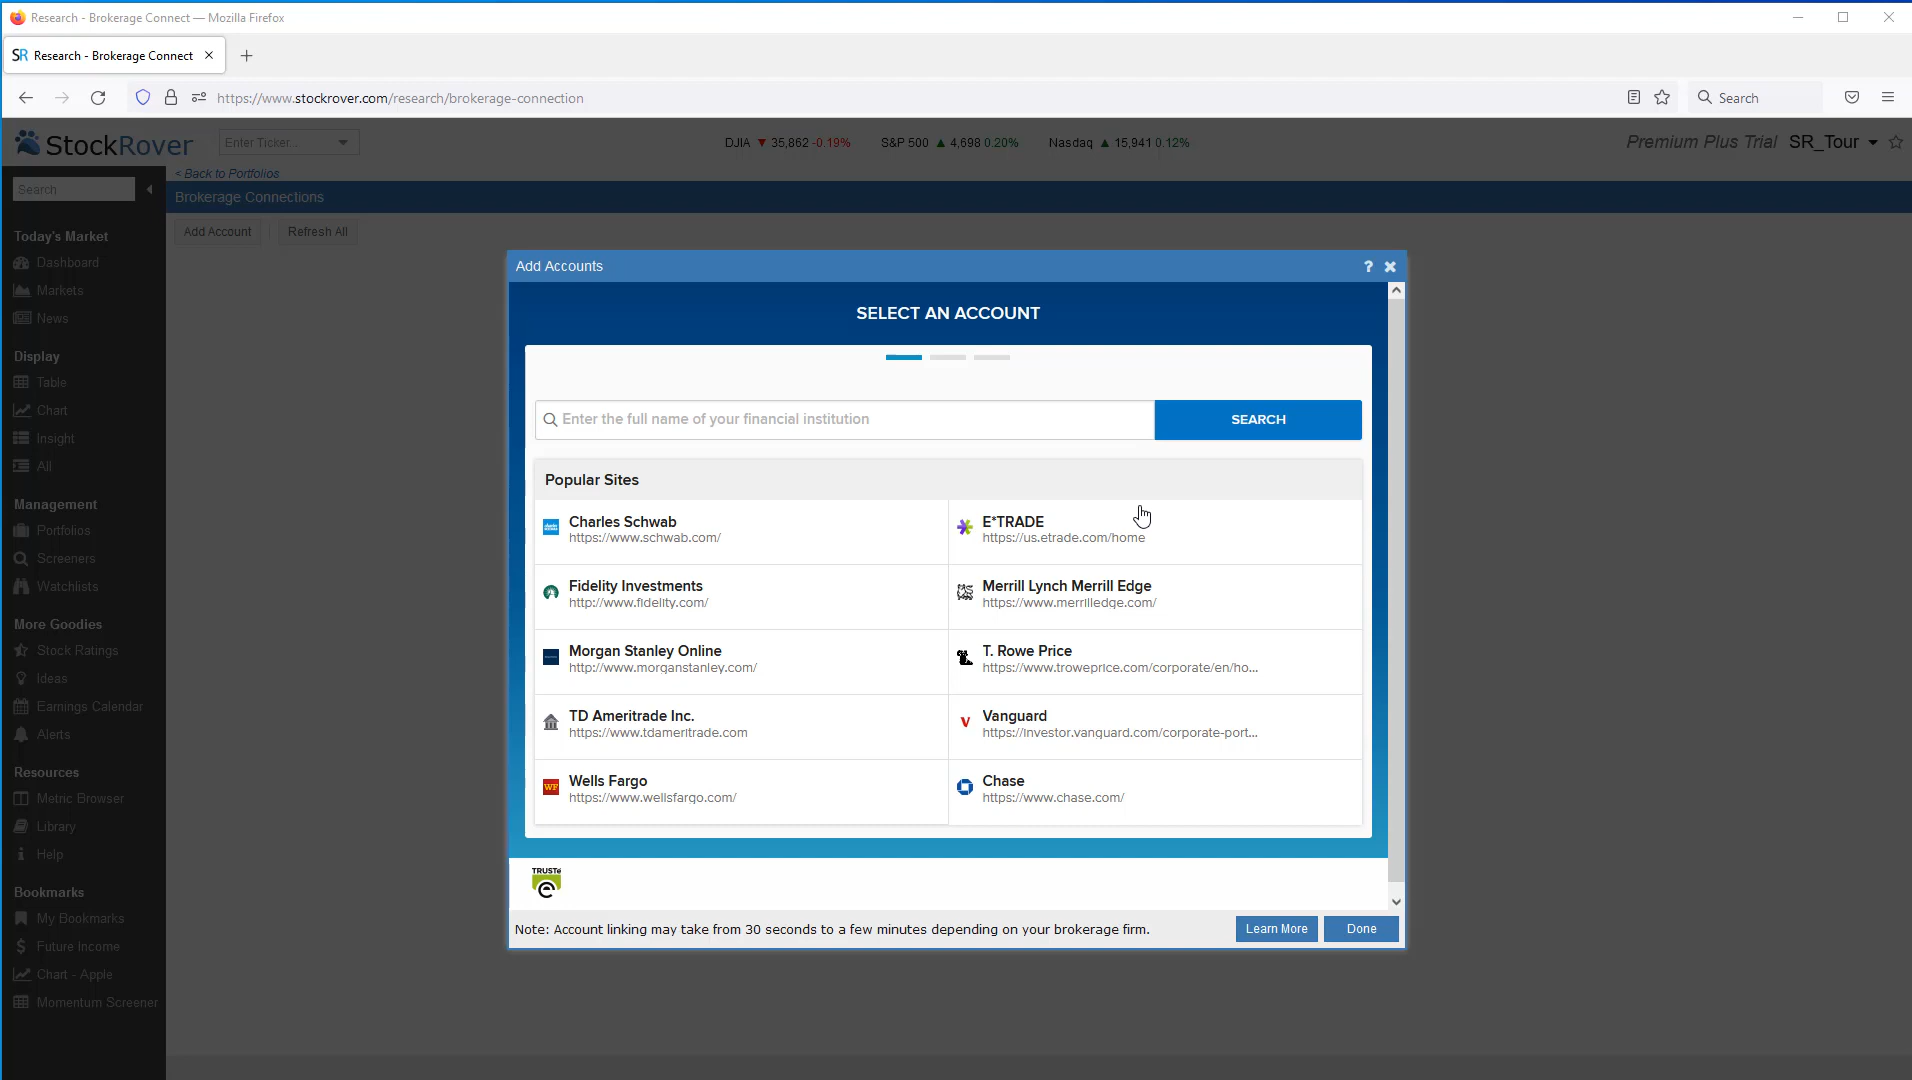 Research - Brokerage Connect — Mozilla Firefox
SR Research - Brokerage Connect
https://www.stockrover.com/research/brokerage-connection
Search
StockRover
Enter Ticker...
DJIA ▼ 35,862 -0.19%
S&P 500 ▲ 4,698 0.20%
Nasdaq ▲ 15,941 0.12%
Premium Plus Trial
SR_Tour
Search
< Back to Portfolios
Brokerage Connections
Add Account
Refresh All
Today's Market
Dashboard
Markets
News
Display
Table
Chart
Insight
All
Management
Portfolios
Screeners
Watchlists
More Goodies
Stock Ratings
Ideas
Earnings Calendar
Alerts
Resources
Metric Browser
Library
Help
Bookmarks
My Bookmarks
Future Income
Chart - Apple
Momentum Screener
Add Accounts
?
SELECT AN ACCOUNT
Enter the full name of your financial institution
SEARCH
Popular Sites
Charles Schwab
https://www.schwab.com/
E*TRADE
https://us.etrade.com/home
Fidelity Investments
http://www.fidelity.com/
Merrill Lynch Merrill Edge
https://www.merrilledge.com/
Morgan Stanley Online
http://www.morganstanley.com/
T. Rowe Price
https://www.troweprice.com/corporate/en/ho...
TD Ameritrade Inc.
https://www.tdameritrade.com
V
Vanguard
https://investor.vanguard.com/corporate-port...
WF
Wells Fargo
https://www.wellsfargo.com/
Chase
https://www.chase.com/
TRUSTe
Note: Account linking may take from 30 seconds to a few minutes depending on your brokerage firm.
Learn More
Done